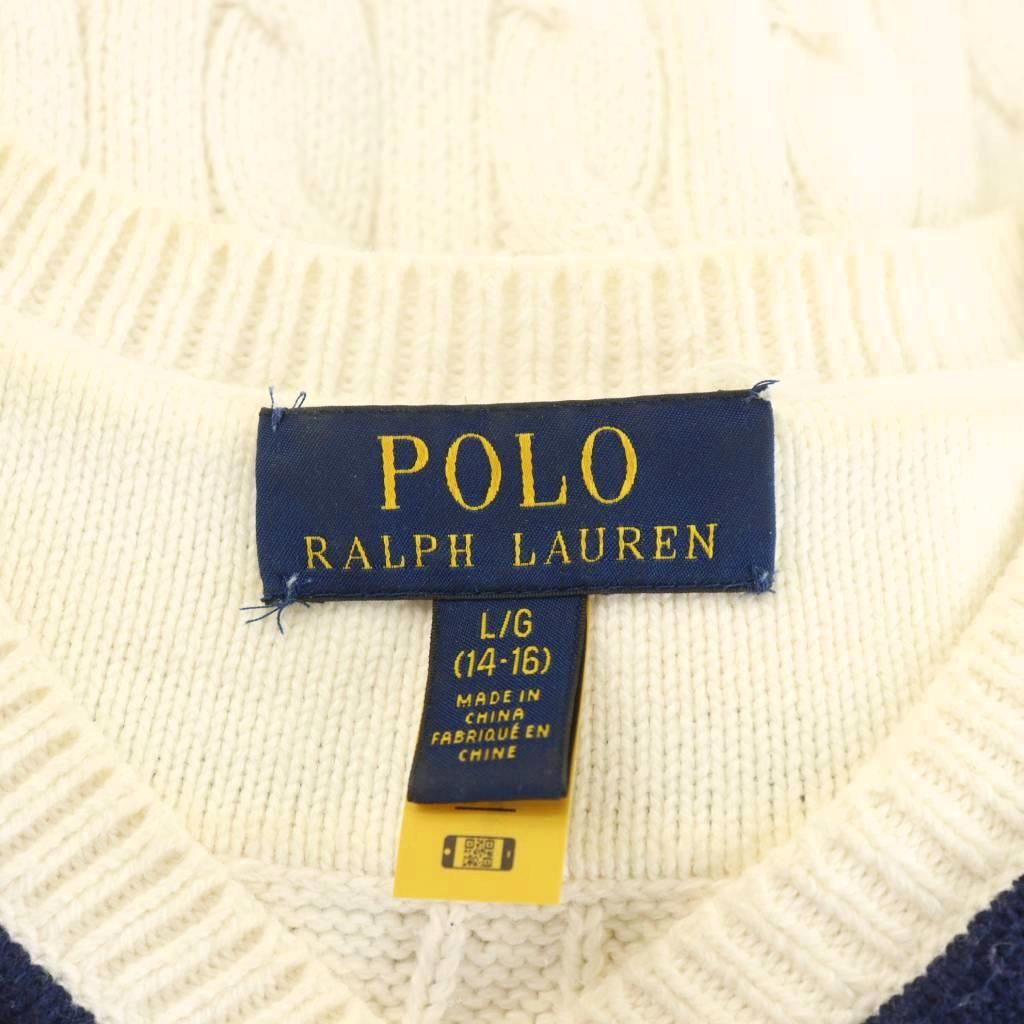 POLO
RALPH LAUREN
L/G
(14-16)
MADE IN
CHINA
FABRIQUÉ EN
CHINE